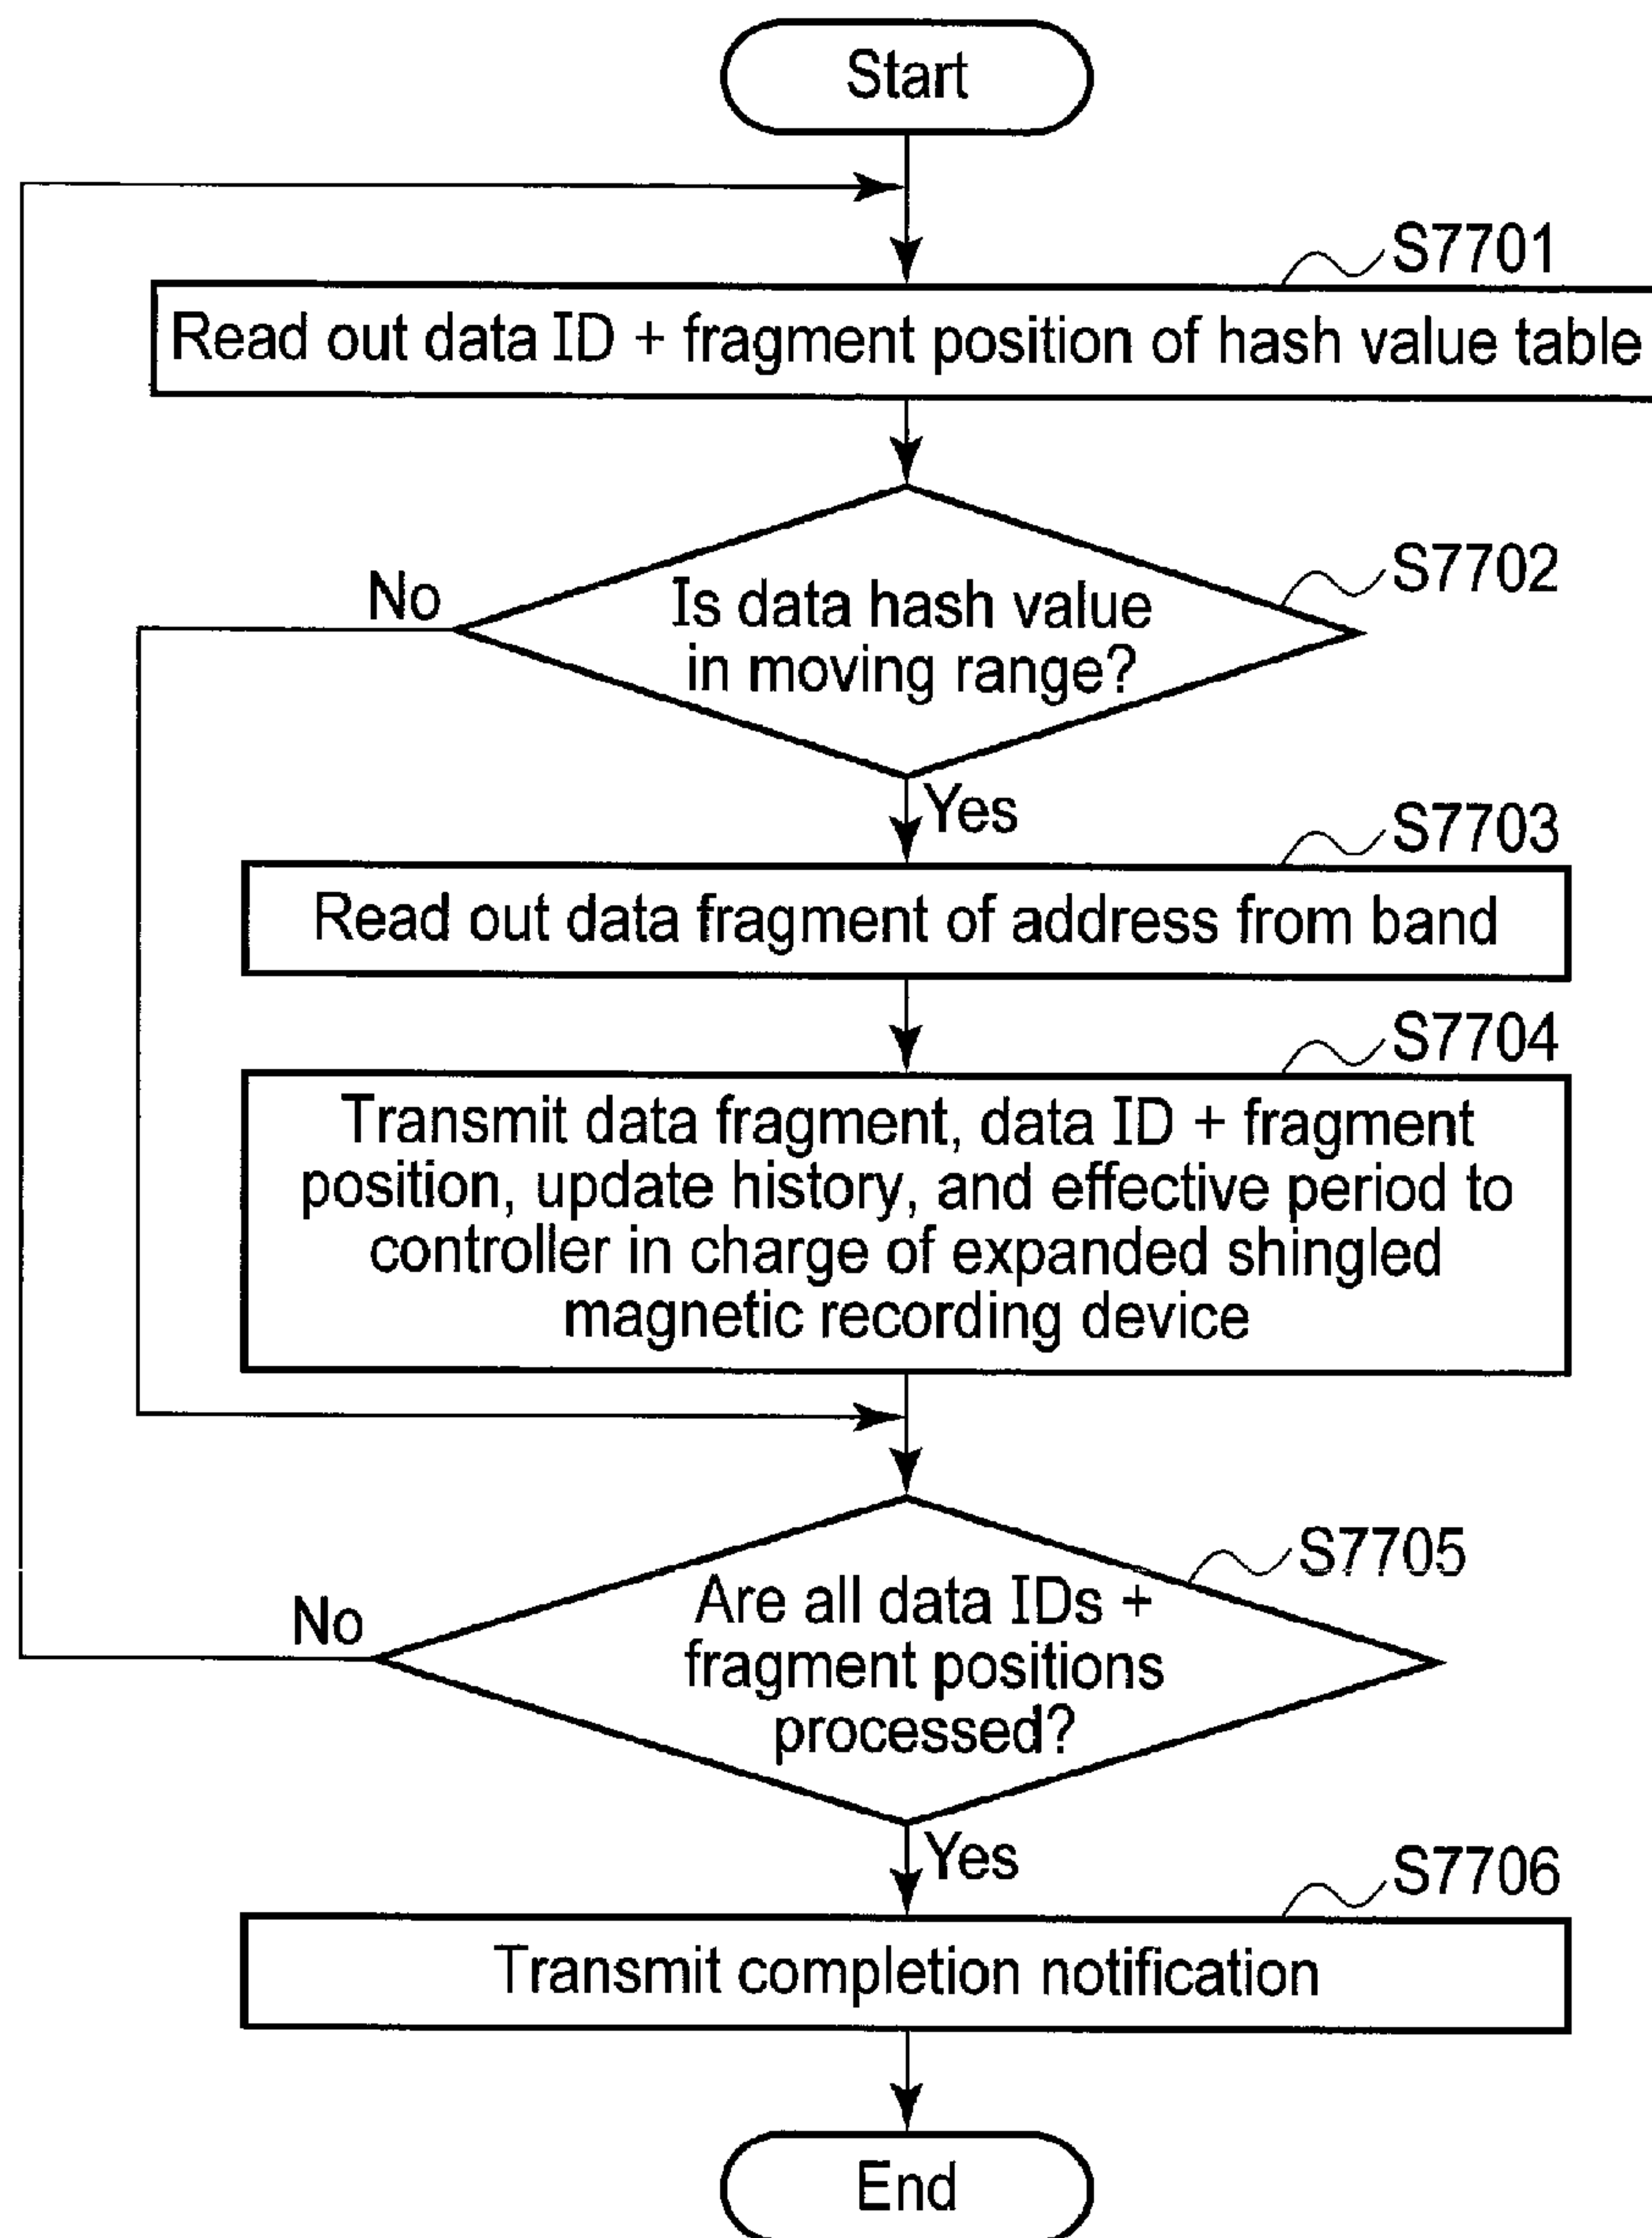 Start
S7701
Read out data ID + fragment position of hash value table
S7702
No
Is data hash value
in moving range?
Yes
S7703
Read out data fragment of address from band
S7704
Transmit data fragment, data ID + fragment
position, update history, and effective period to
controller in charge of expanded shingled
magnetic recording device
S7705
No
Are all data IDs +
fragment positions
processed?
Yes
S7706
Transmit completion notification
End